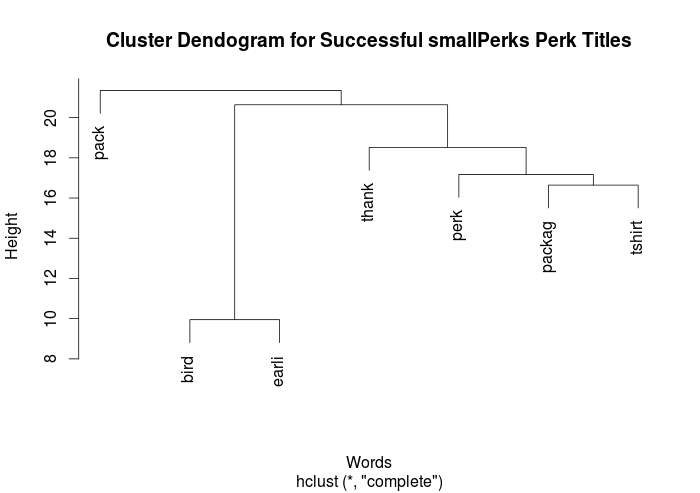 Cluster Dendogram for Successful smallPerks Perk Titles
Height
20
18
16
14
12
10
8
pack
bird
earli
thank
perk
packag
tshirt
Words
hclust (*, "complete")